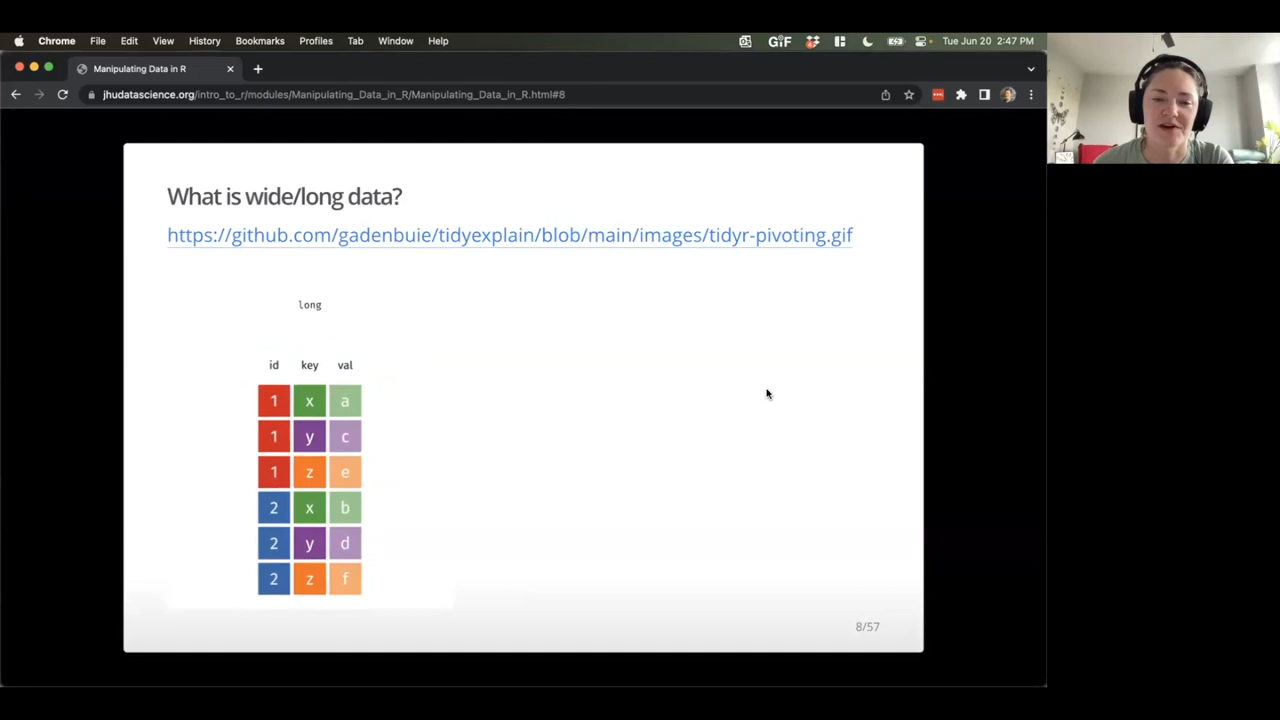 Chrome File Edit View History Bookmarks Profiles Tab Window Help GIF Tue Jun 20 2:47 PM
Manipulating Data in R
jhudatascience.org/intro_to_r/modules/Manipulating_Data_in_R/Manipulating_Data_in_R.html#8
What is wide/long data?
https://github.com/gadenbuie/tidyexplain/blob/main/images/tidyr-pivoting.gif
long
id key val
1 x a
1 y c
1 z e
2 x b
2 y d
2 z f
8/57